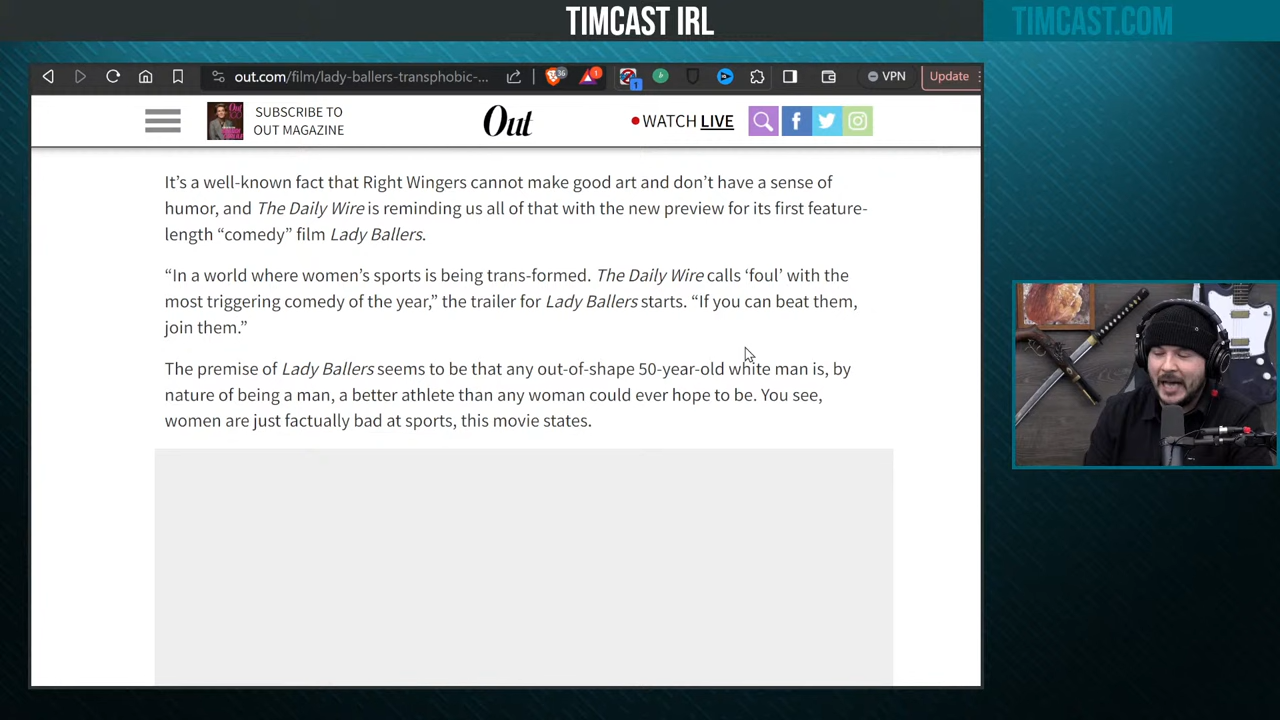 TIMCAST IRL
TIMCAST.COM
out.com/film/lady-ballers-transphobic-...
36
1
1
VPN
Update
SUBSCRIBE TO
OUT MAGAZINE
Out
WATCH LIVE
It’s a well-known fact that Right Wingers cannot make good art and don’t have a sense of
humor, and The Daily Wire is reminding us all of that with the new preview for its first feature-
length “comedy” film Lady Ballers.
“In a world where women’s sports is being trans-formed. The Daily Wire calls ‘foul’ with the
most triggering comedy of the year,” the trailer for Lady Ballers starts. “If you can beat them,
join them.”
The premise of Lady Ballers seems to be that any out-of-shape 50-year-old white man is, by
nature of being a man, a better athlete than any woman could ever hope to be. You see,
women are just factually bad at sports, this movie states.